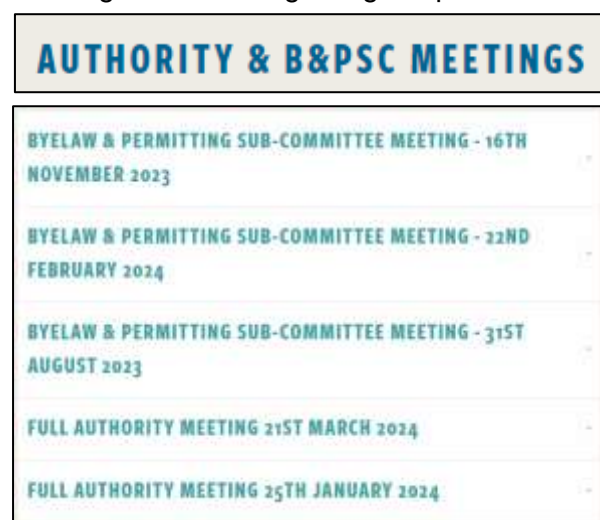 AUTHORITY & B&PSC MEETINGS
BYELAW & PERMITTING SUB-COMMITTEE MEETING - 16TH
NOVEMBER 2023
BYELAW & PERMITTING SUB-COMMITTEE MEETING - 22ND
FEBRUARY 2024
BYELAW & PERMITTING SUB-COMMITTEE MEETING - 31ST
AUGUST 2023
FULL AUTHORITY MEETING 21ST MARCH 2024
FULL AUTHORITY MEETING 25TH JANUARY 2024